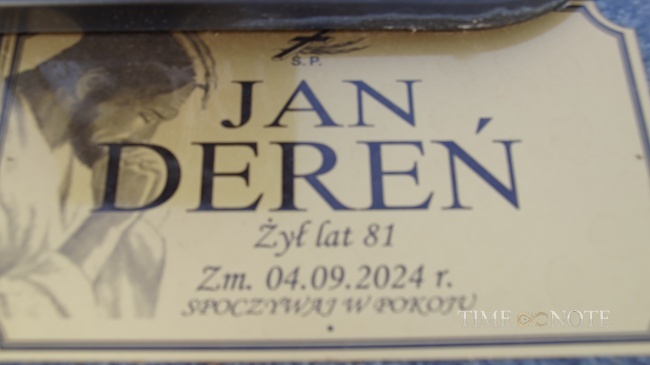 Ś.P.
JAN
DEREŃ
Żył lat 81
Zm. 04.09.2024 r.
SPOCZYWAJ W POKOJU
TIME NOTE